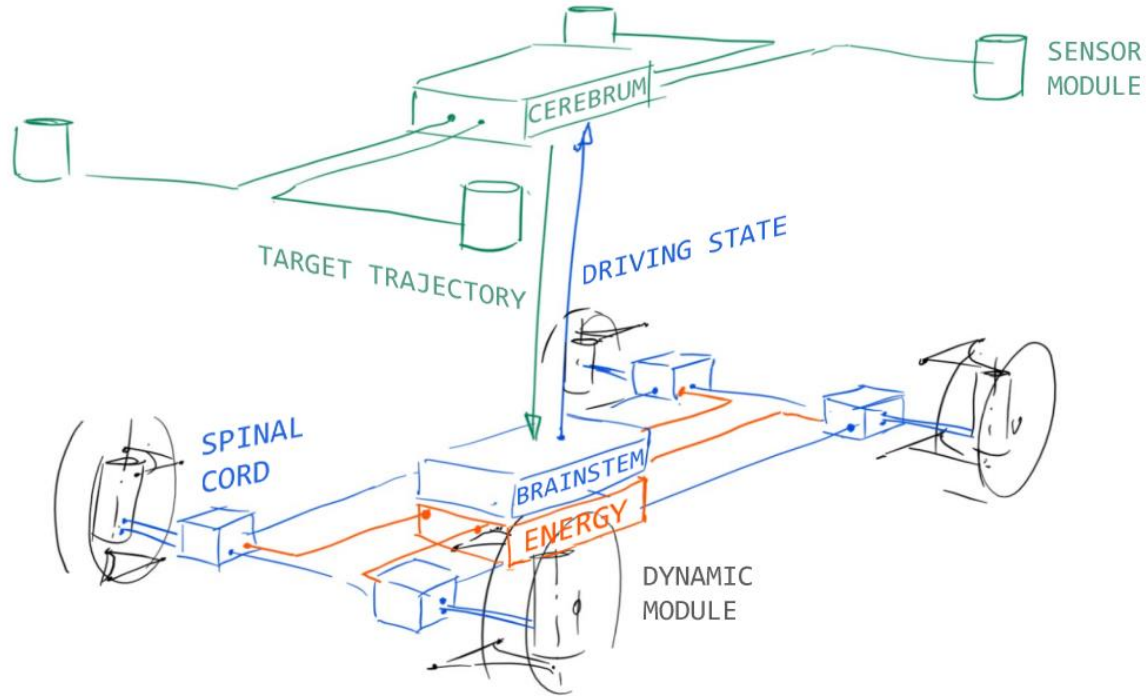 SENSOR
MODULE
CEREBRUM
TARGET TRAJECTORY
DRIVING STATE
SPINAL
CORD
BRAINSTEM
ENERGY
DYNAMIC
MODULE